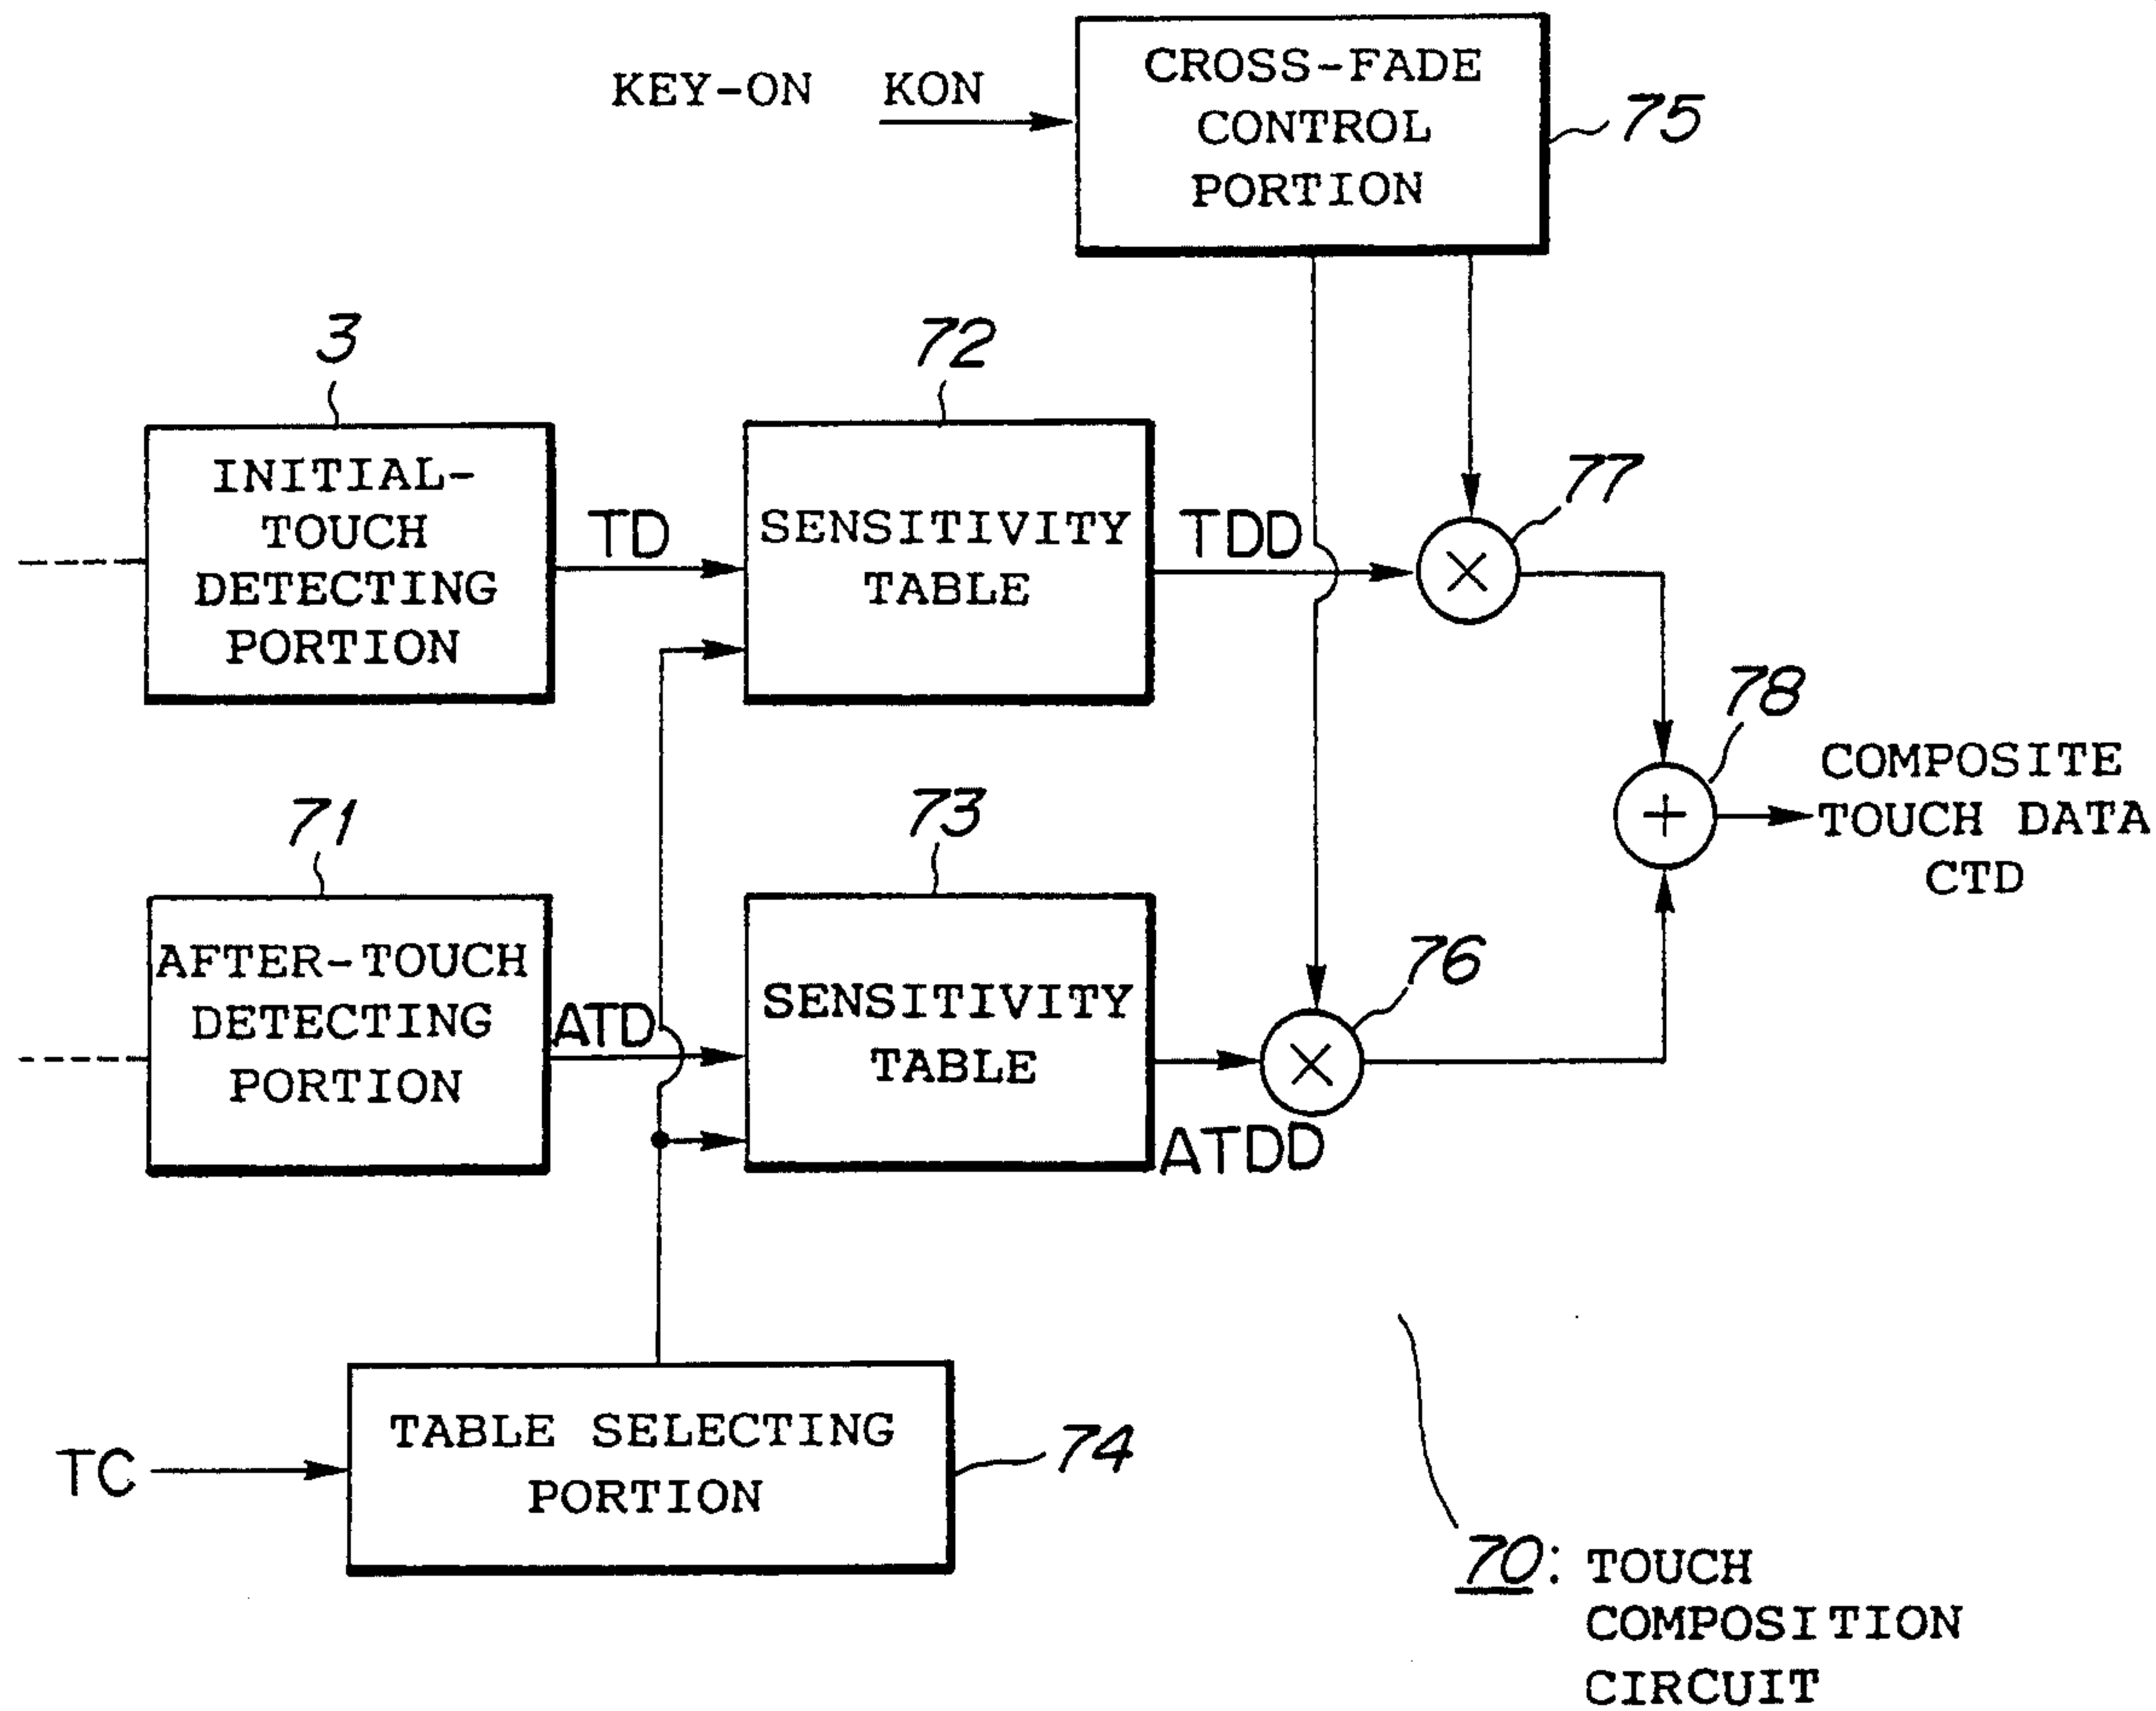 CROSS-FADE
CONTROL
PORTION
KEY-ON KON
75
3
INITIAL-
TOUCH
DETECTING
PORTION
TD
72
SENSITIVITY
TABLE
TDD
77
78
COMPOSITE
TOUCH DATA
CTD
71
AFTER-TOUCH
DETECTING
PORTION
ATD
73
SENSITIVITY
TABLE
ATDD
76
TC
TABLE SELECTING
PORTION
74
70: TOUCH
COMPOSITION
CIRCUIT